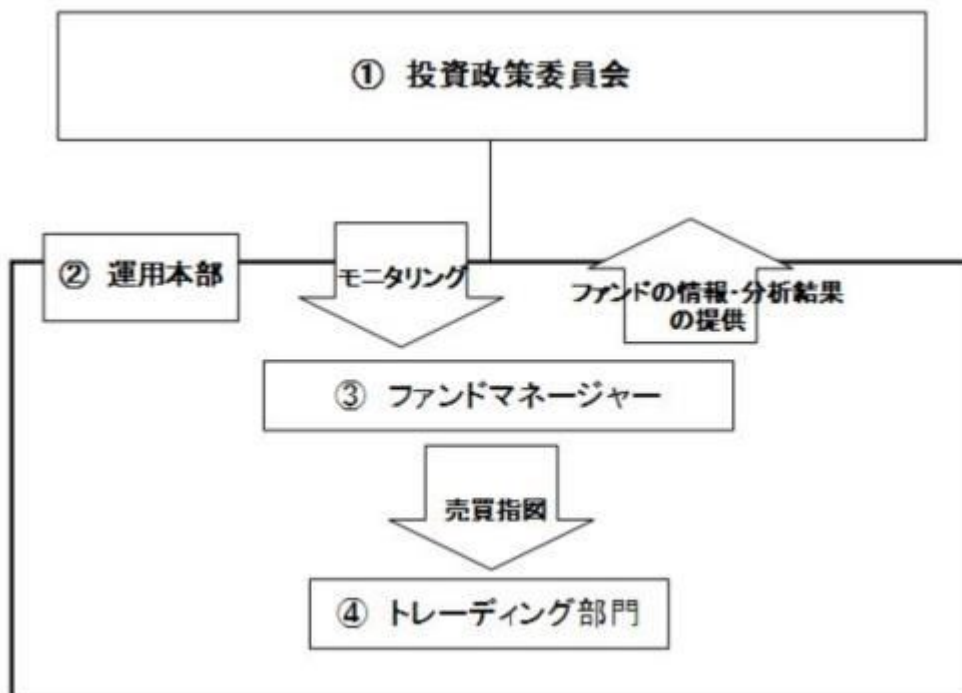 ① 投資政策委員会
② 運用本部
モニタリング
ファンドの情報・分析結果
の提供
③ ファンドマネージャー
売買指図
④ トレーディング部門